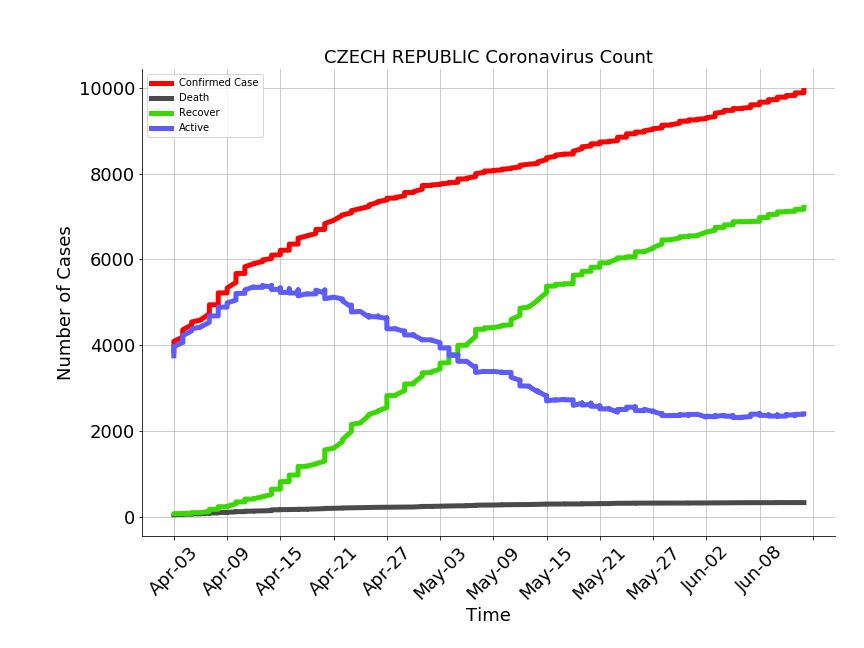 CZECH REPUBLIC Coronavirus Count
Confirmed Case
Death
Recover
Active
10000
8000
6000
4000
2000
0
Number of Cases
Apr-03
Apr-09
Apr-15
Apr-21
Apr-27
May-03
May-09
May-15
May-21
May-27
Jun-02
Jun-08
Time